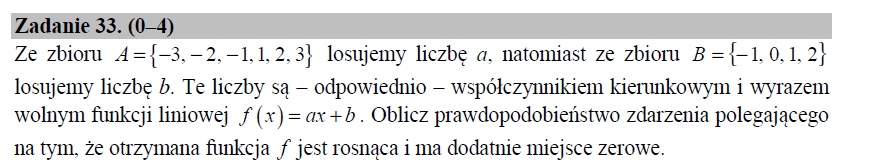 Zadanie 33. (0–4)
Ze zbioru A = {−3, −2, −1, 1, 2, 3} losujemy liczbę a, natomiast ze zbioru B = {−1, 0, 1, 2}
losujemy liczbę b. Te liczby są – odpowiednio – współczynnikiem kierunkowym i wyrazem
wolnym funkcji liniowej f(x) = ax + b. Oblicz prawdopodobieństwo zdarzenia polegającego
na tym, że otrzymana funkcja f jest rosnąca i ma dodatnie miejsce zerowe.